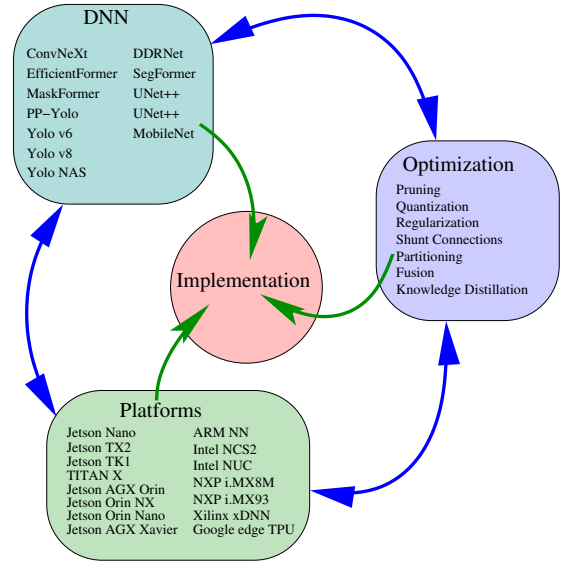 DNN
ConvNeXt
EfficientFormer
MaskFormer
PP-Yolo
Yolo v6
Yolo v8
Yolo NAS
DDRNet
SegFormer
UNet++
UNet++
MobileNet
Optimization
Pruning
Quantization
Regularization
Shunt Connections
Partitioning
Fusion
Knowledge Distillation
Implementation
Platforms
Jetson Nano
Jetson TX2
Jetson TK1
TITAN X
Jetson AGX Orin
Jetson Orin NX
Jetson Orin Nano
Jetson AGX Xavier
ARM NN
Intel NCS2
Intel NUC
NXP i.MX8M
NXP i.MX93
Xilinx xDNN
Google edge TPU